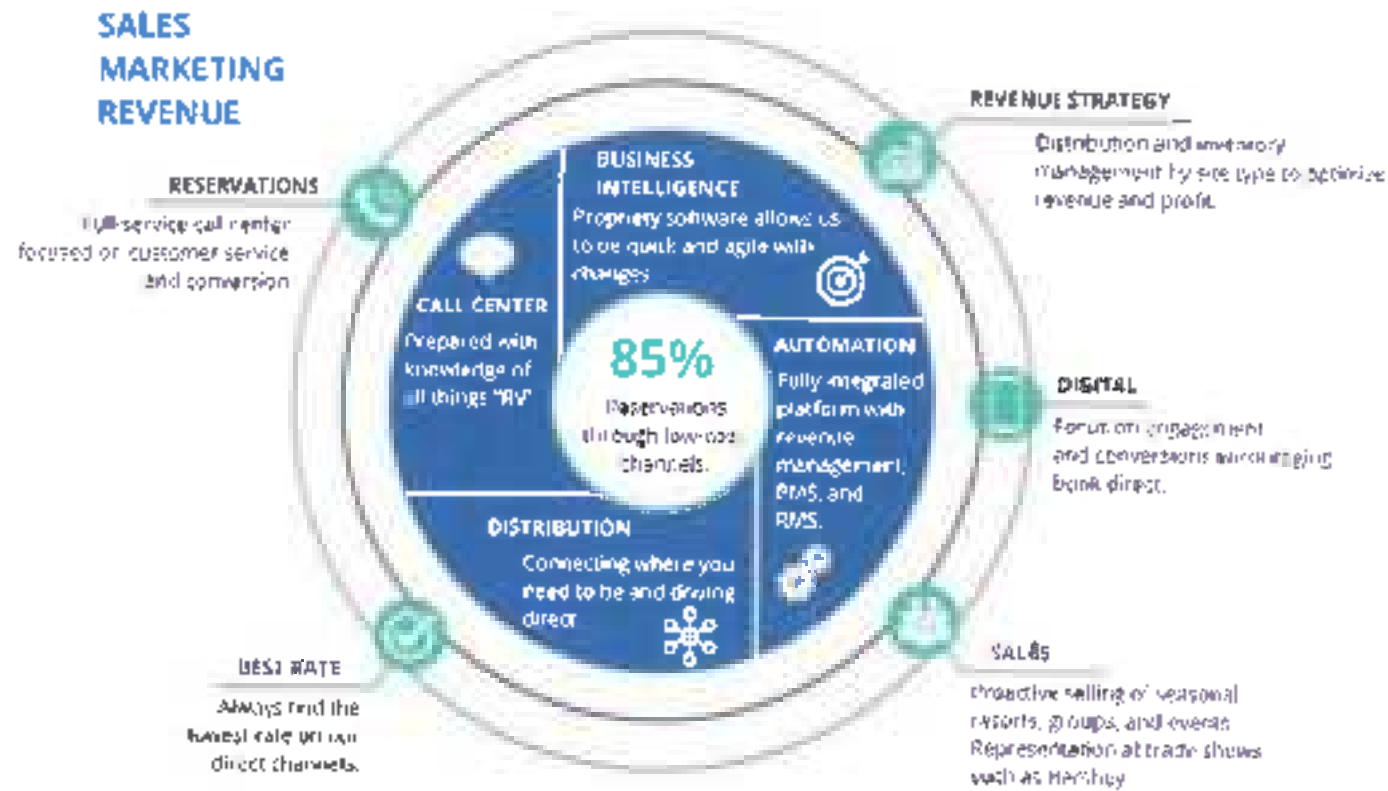 SALES
MARKETING
REVENUE
RESERVATIONS
Full-service call center
focused on customer service
and conversion
BUSINESS
INTELLIGENCE
Propriety software allows us
to be quick and agile with
changes
CALL CENTER
Prepared with
knowledge of
all things "RV"
85%
Reservations
through low-cost
channels.
AUTOMATION
Fully integrated
platform with
revenue
management,
PMS, and
RMS.
DISTRIBUTION
Connecting where you
need to be and driving
direct
REVENUE STRATEGY
Distribution and inventory
management by site type to optimize
revenue and profit.
DIGITAL
Focus on engagement
and conversions encouraging
direct.
SALES
Proactive selling of seasonal
resorts, groups, and events
Representation at trade shows
such as Hershey
BEST RATE
Always find the
lowest rate on our
direct channels.